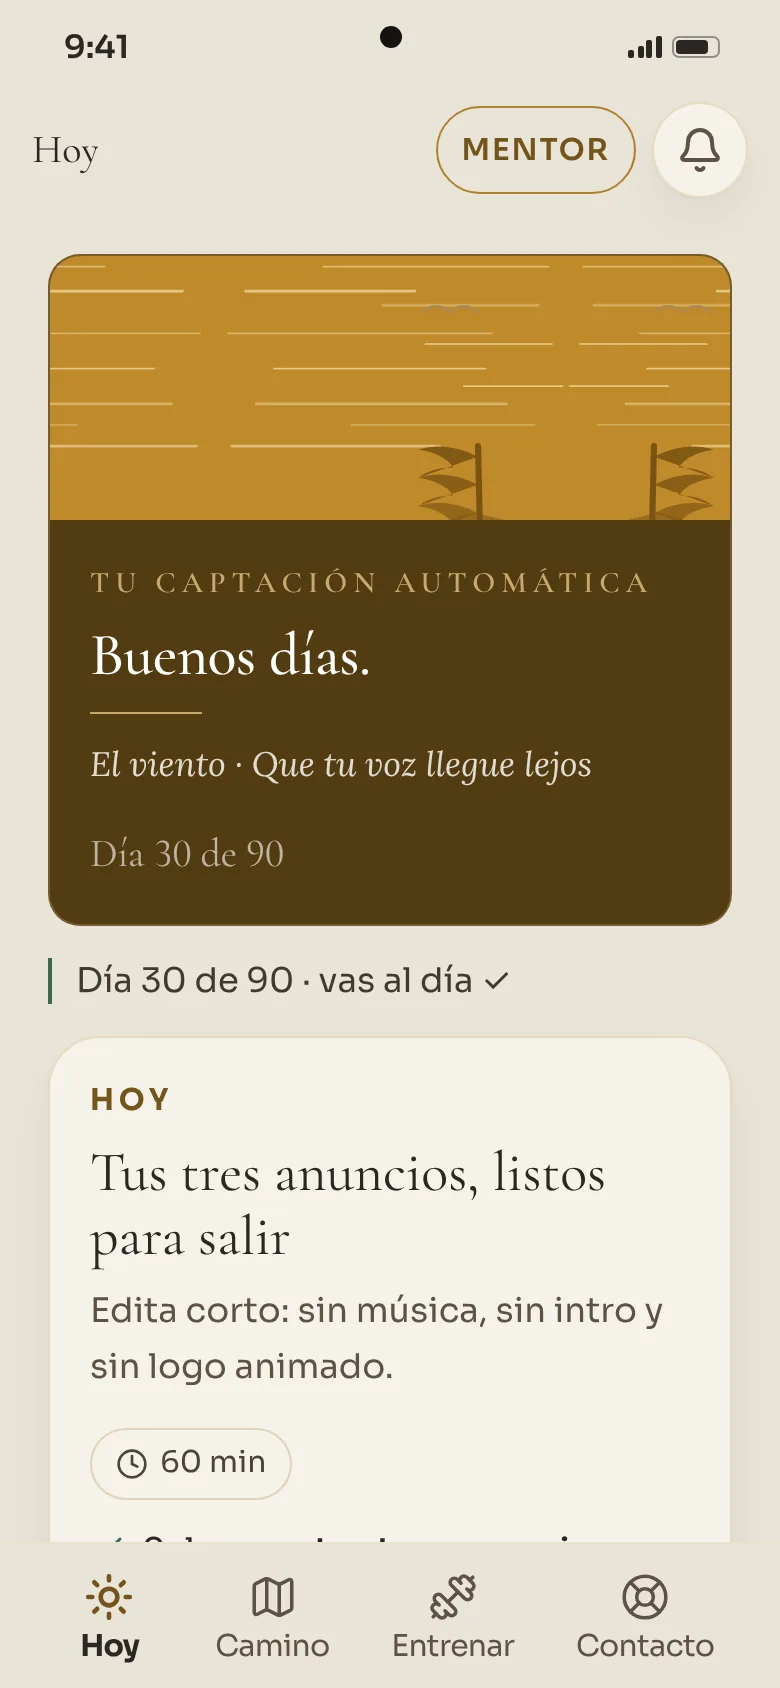 9:41
Hoy
MENTOR
TU CAPTACIÓN AUTOMÁTICA
Buenos días.
El viento · Que tu voz llegue lejos
Día 30 de 90
Día 30 de 90 · vas al día ✓
HOY
Tus tres anuncios, listos
para salir
Edita corto: sin música, sin intro y
sin logo animado.
60 min
Hoy
Camino
Entrenar
Contacto